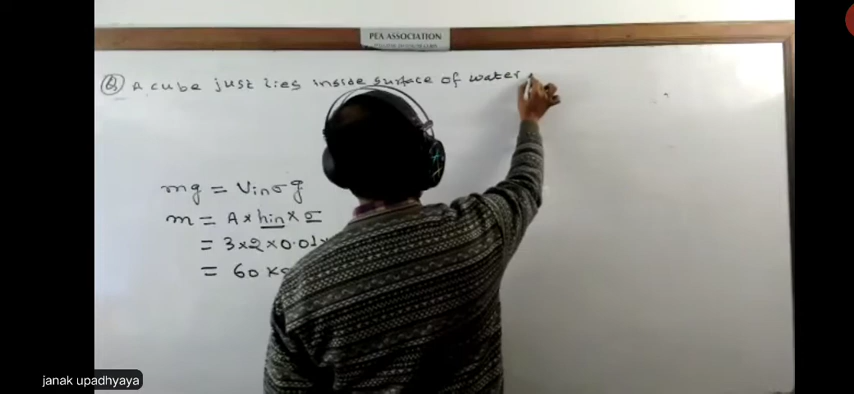 PEA ASSOCIATION
Q) A cube just lies inside surface of water
mg = Vin σ g
m = A × hin × σ
= 3×2×0.01×
= 60 K
janak upadhyaya